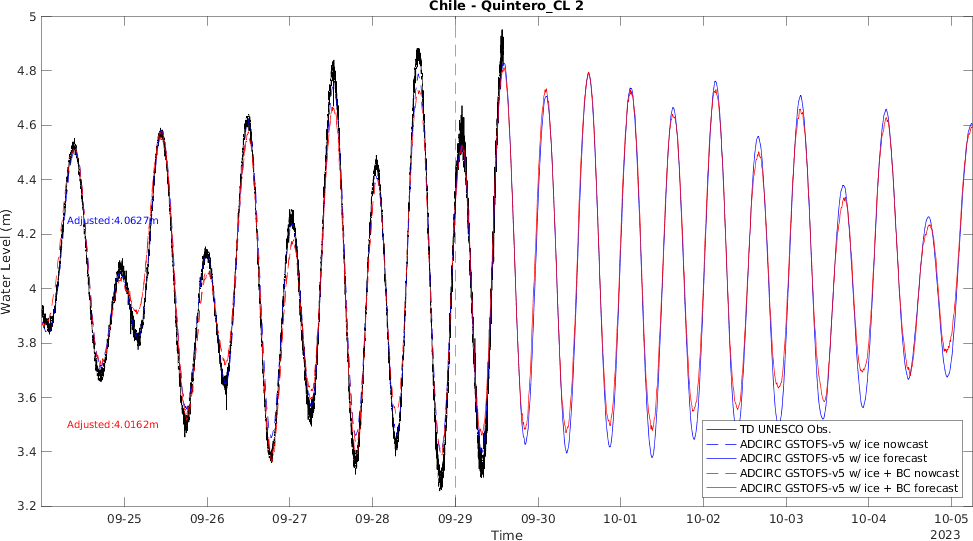 Chile - Quintero_CL 2
5
4.8
4.6
4.4
4.2
4
3.8
3.6
3.4
3.2
Water Level (m)
Adjusted:4.0627m
Adjusted:4.0162m
TD UNESCO Obs.
ADCIRC GSTOFS-v5 w/ ice nowcast
ADCIRC GSTOFS-v5 w/ ice forecast
ADCIRC GSTOFS-v5 w/ ice + BC nowcast
ADCIRC GSTOFS-v5 w/ ice + BC forecast
09-25 09-26 09-27 09-28 09-29 09-30 10-01 10-02 10-03 10-04 10-05
2023
Time